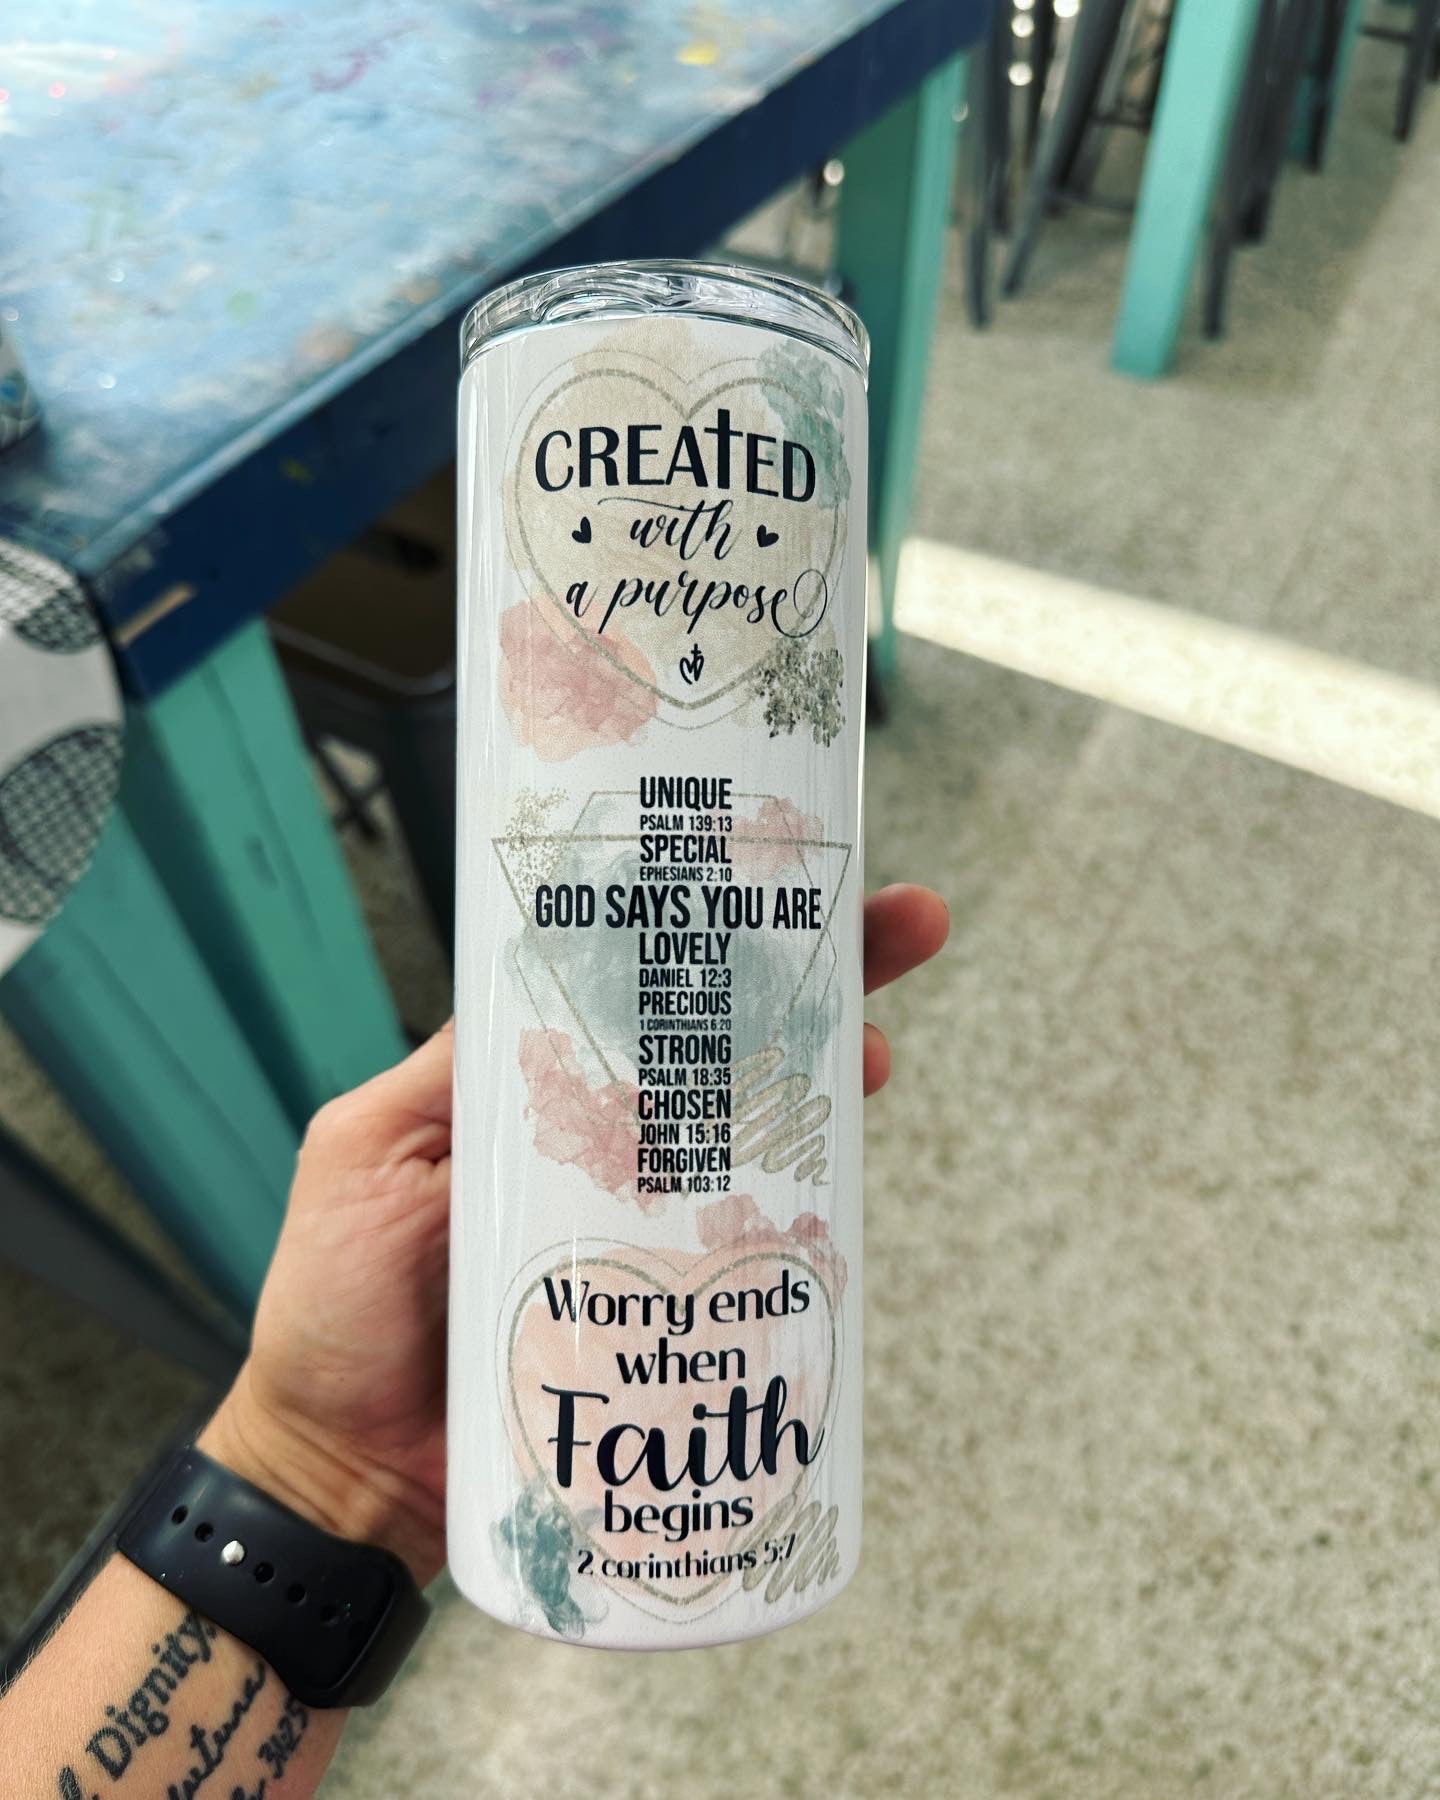 CREATED
with
a purpose
UNIQUE
PSALM 139:13
SPECIAL
EPHESIANS 2:10
GOD SAYS YOU ARE
LOVELY
DANIEL 12:3
PRECIOUS
1 CORINTHIANS 6:20
STRONG
PSALM 18:35
CHOSEN
JOHN 15:16
FORGIVEN
PSALM 103:12
Worry ends
when
Faith
begins
2 corinthians 5:7
Dignity